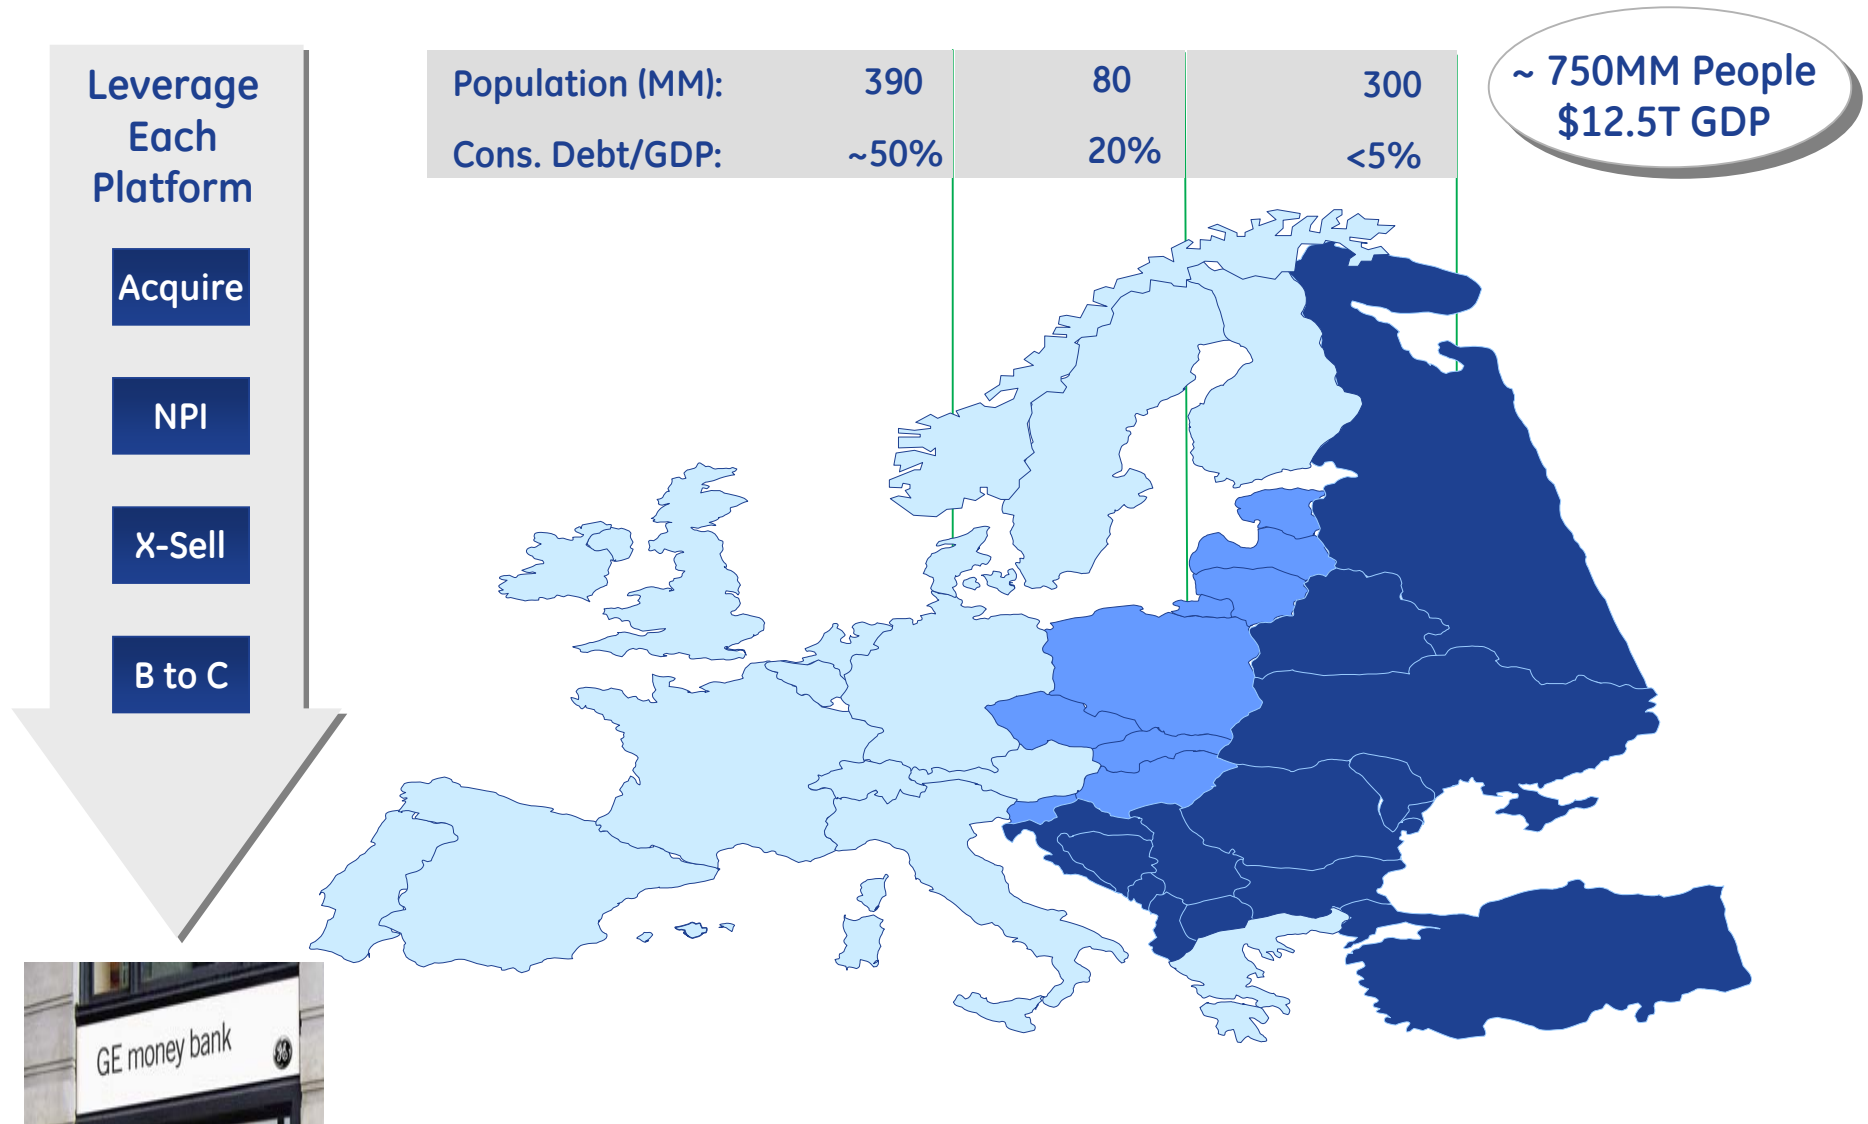 Leverage
Each
Platform
Acquire
NPI
X-Sell
B to C
Population (MM): 390 80 300
Cons. Debt/GDP: ~50% 20% <5%
~ 750MM People
$12.5T GDP
GE money bank